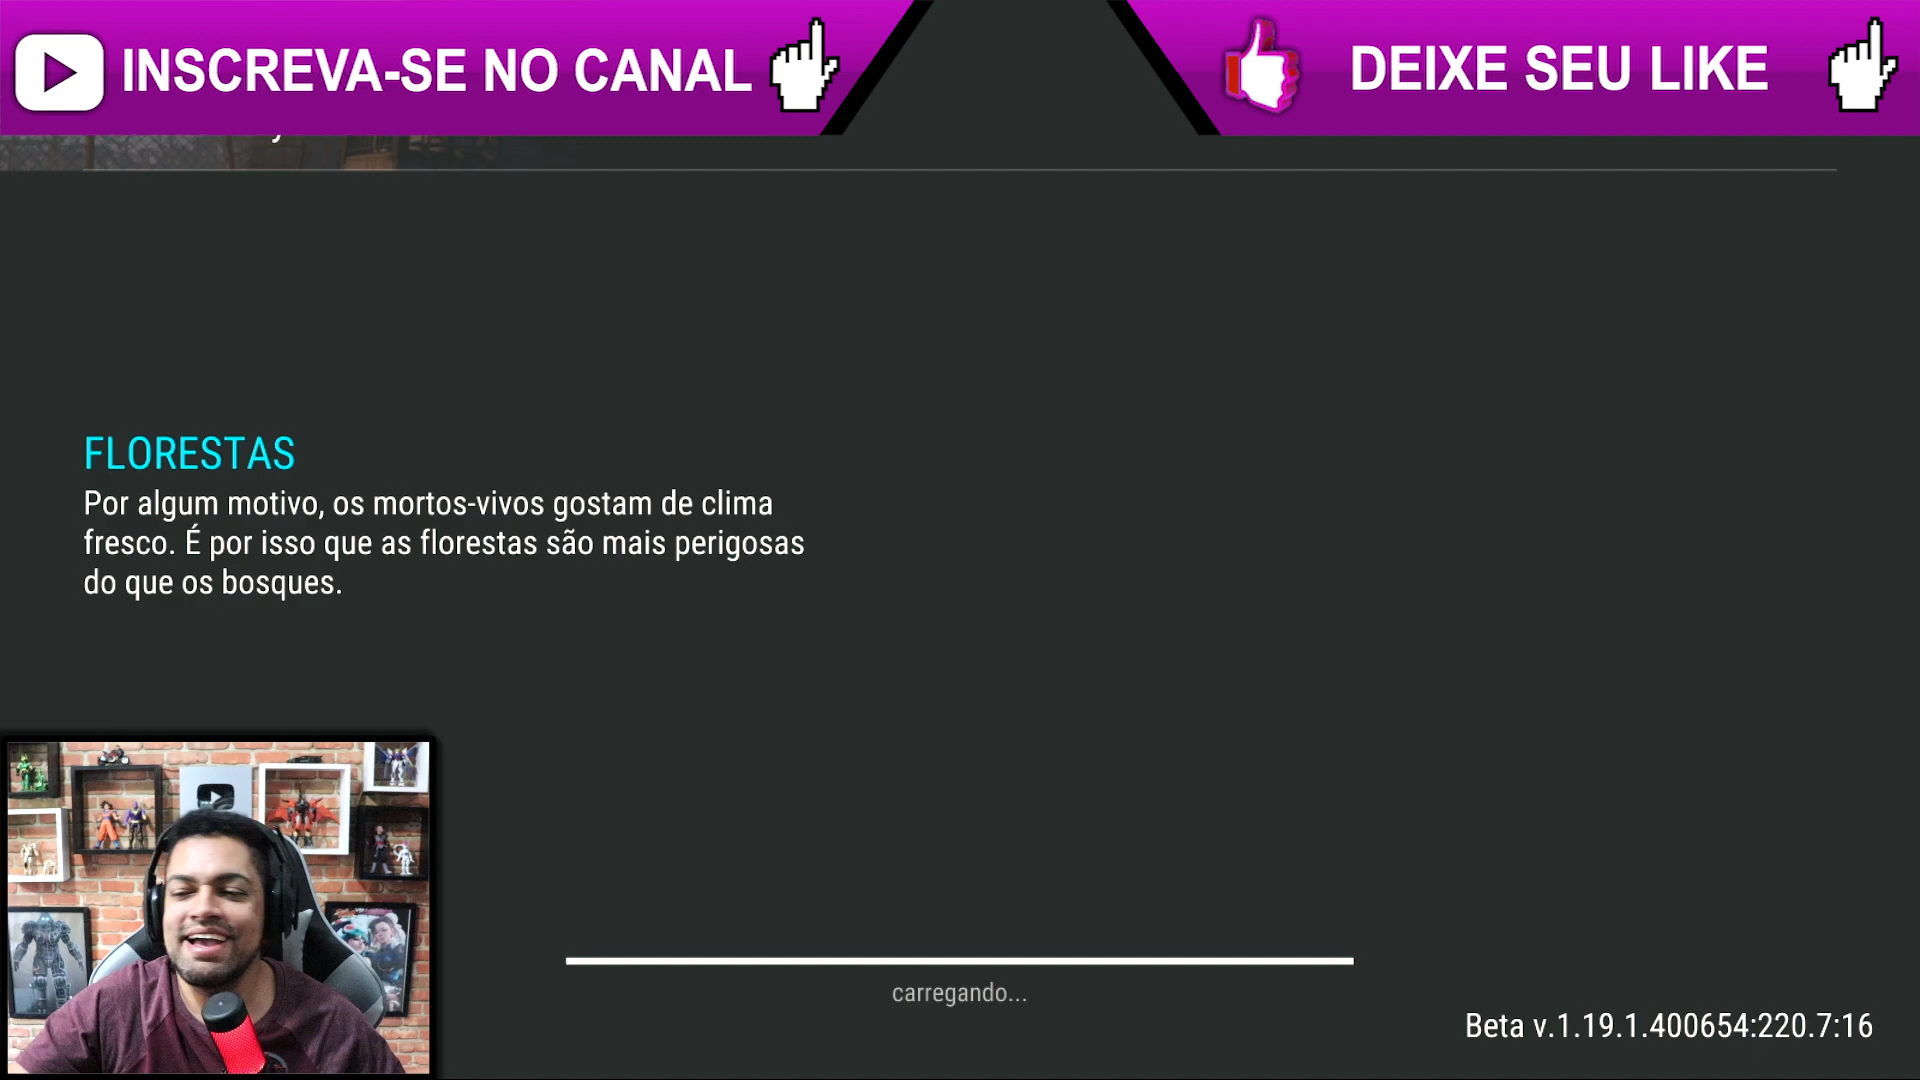 INSCREVA-SE NO CANAL
DEIXE SEU LIKE
FLORESTAS
Por algum motivo, os mortos-vivos gostam de clima
fresco. É por isso que as florestas são mais perigosas
do que os bosques.
carregando...
Beta v.1.19.1.400654:220.7:16